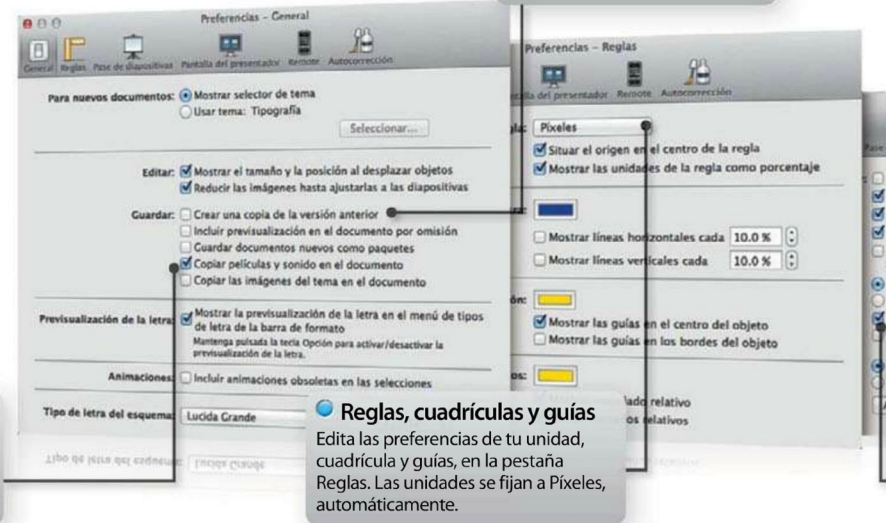 Preferencias - General
General
Reglas
Pase de diapositivas
Pantalla del presentador
Remote
Autocorrección
Para nuevos documentos:
Mostrar selector de tema
Usar tema: Tipografía
Seleccionar...
Editar:
Mostrar el tamaño y la posición al desplazar objetos
Reducir las imágenes hasta ajustarlas a las diapositivas
Guardar:
Crear una copia de la versión anterior
Incluir previsualización en el documento por omisión
Guardar documentos nuevos como paquetes
Copiar películas y sonido en el documento
Copiar las imágenes del tema en el documento
Previsualización de la letra:
Mostrar la previsualización de la letra en el menú de tipos
de letra de la barra de formato
Mantenga pulsada la tecla Opción para activar/desactivar la
previsualización de la letra.
Animaciones:
Incluir animaciones obsoletas en las selecciones
Tipo de letra del esquema:
Lucida Grande
Preferencias - Reglas
del presentador
Remote
Autocorrección
Píxeles
Situar el origen en el centro de la regla
Mostrar las unidades de la regla como porcentaje
Mostrar líneas horizontales cada 10.0 %
Mostrar líneas verticales cada 10.0 %
Mostrar las guías en el centro del objeto
Mostrar las guías en los bordes del objeto
relativo
relativos
Pase
Reglas, cuadrículas y guías
Edita las preferencias de tu unidad,
cuadrícula y guías, en la pestaña
Reglas. Las unidades se fijan a Píxeles,
automáticamente.